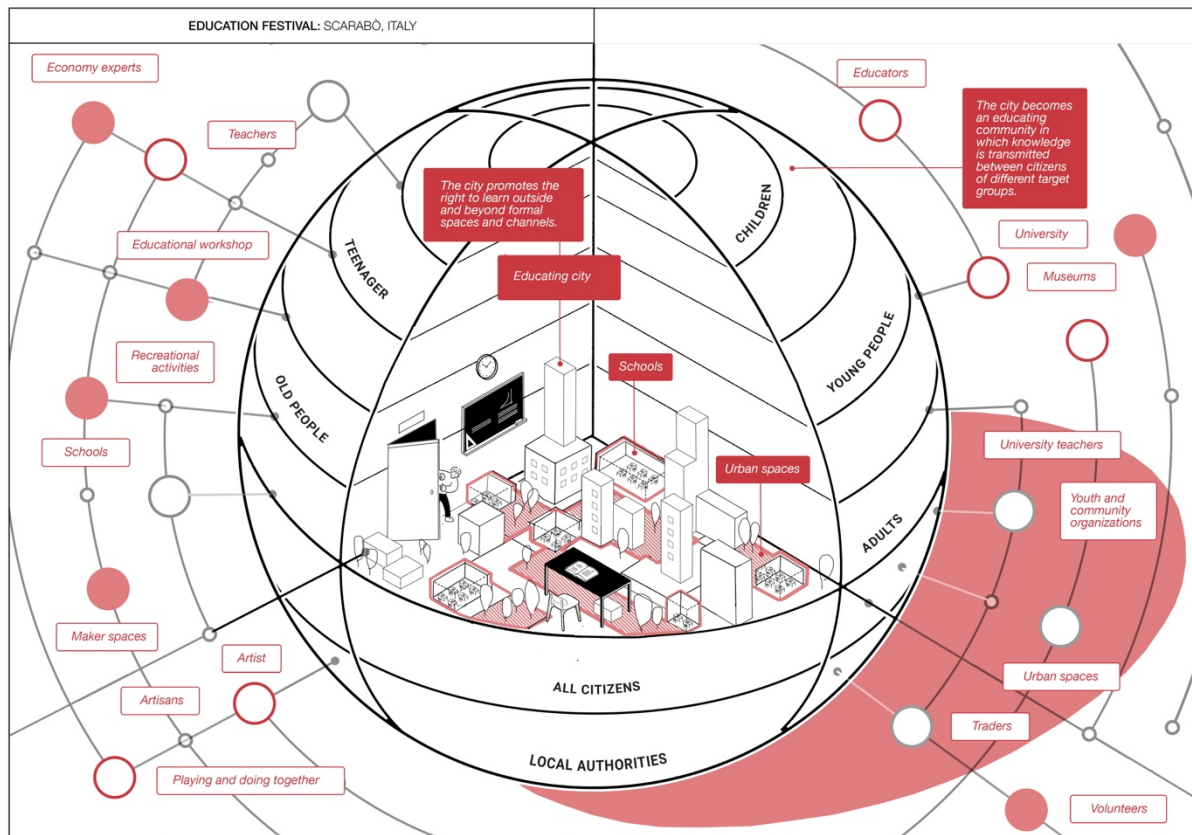 EDUCATION FESTIVAL: SCARABÒ, ITALY
Economy experts
Teachers
Educational workshop
Recreational
activities
Schools
Maker spaces
Artist
Artisans
Playing and doing together
The city promotes the
right to learn outside
and beyond formal
spaces and channels.
Educating city
Schools
Urban spaces
TEENAGER
OLD PEOPLE
CHILDREN
YOUNG PEOPLE
ADULTS
ALL CITIZENS
LOCAL AUTHORITIES
Educators
The city becomes
an educating
community in
which knowledge
is transmitted
between citizens
of different target
groups.
University
Museums
University teachers
Youth and
community
organizations
Urban spaces
Traders
Volunteers